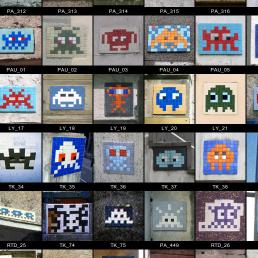 PA_312 PA_313 PA_314 PA_315 PA_316
PAU_01 PAU_02 PAU_03 PAU_04 PAU_05
LY_17 LY_18 LY_19 LY_20 LY_21
TK_34 TK_35 TK_36 TK_37 TK_38
RTD_25 TK_74 TK_75 PA_449 RTD_26